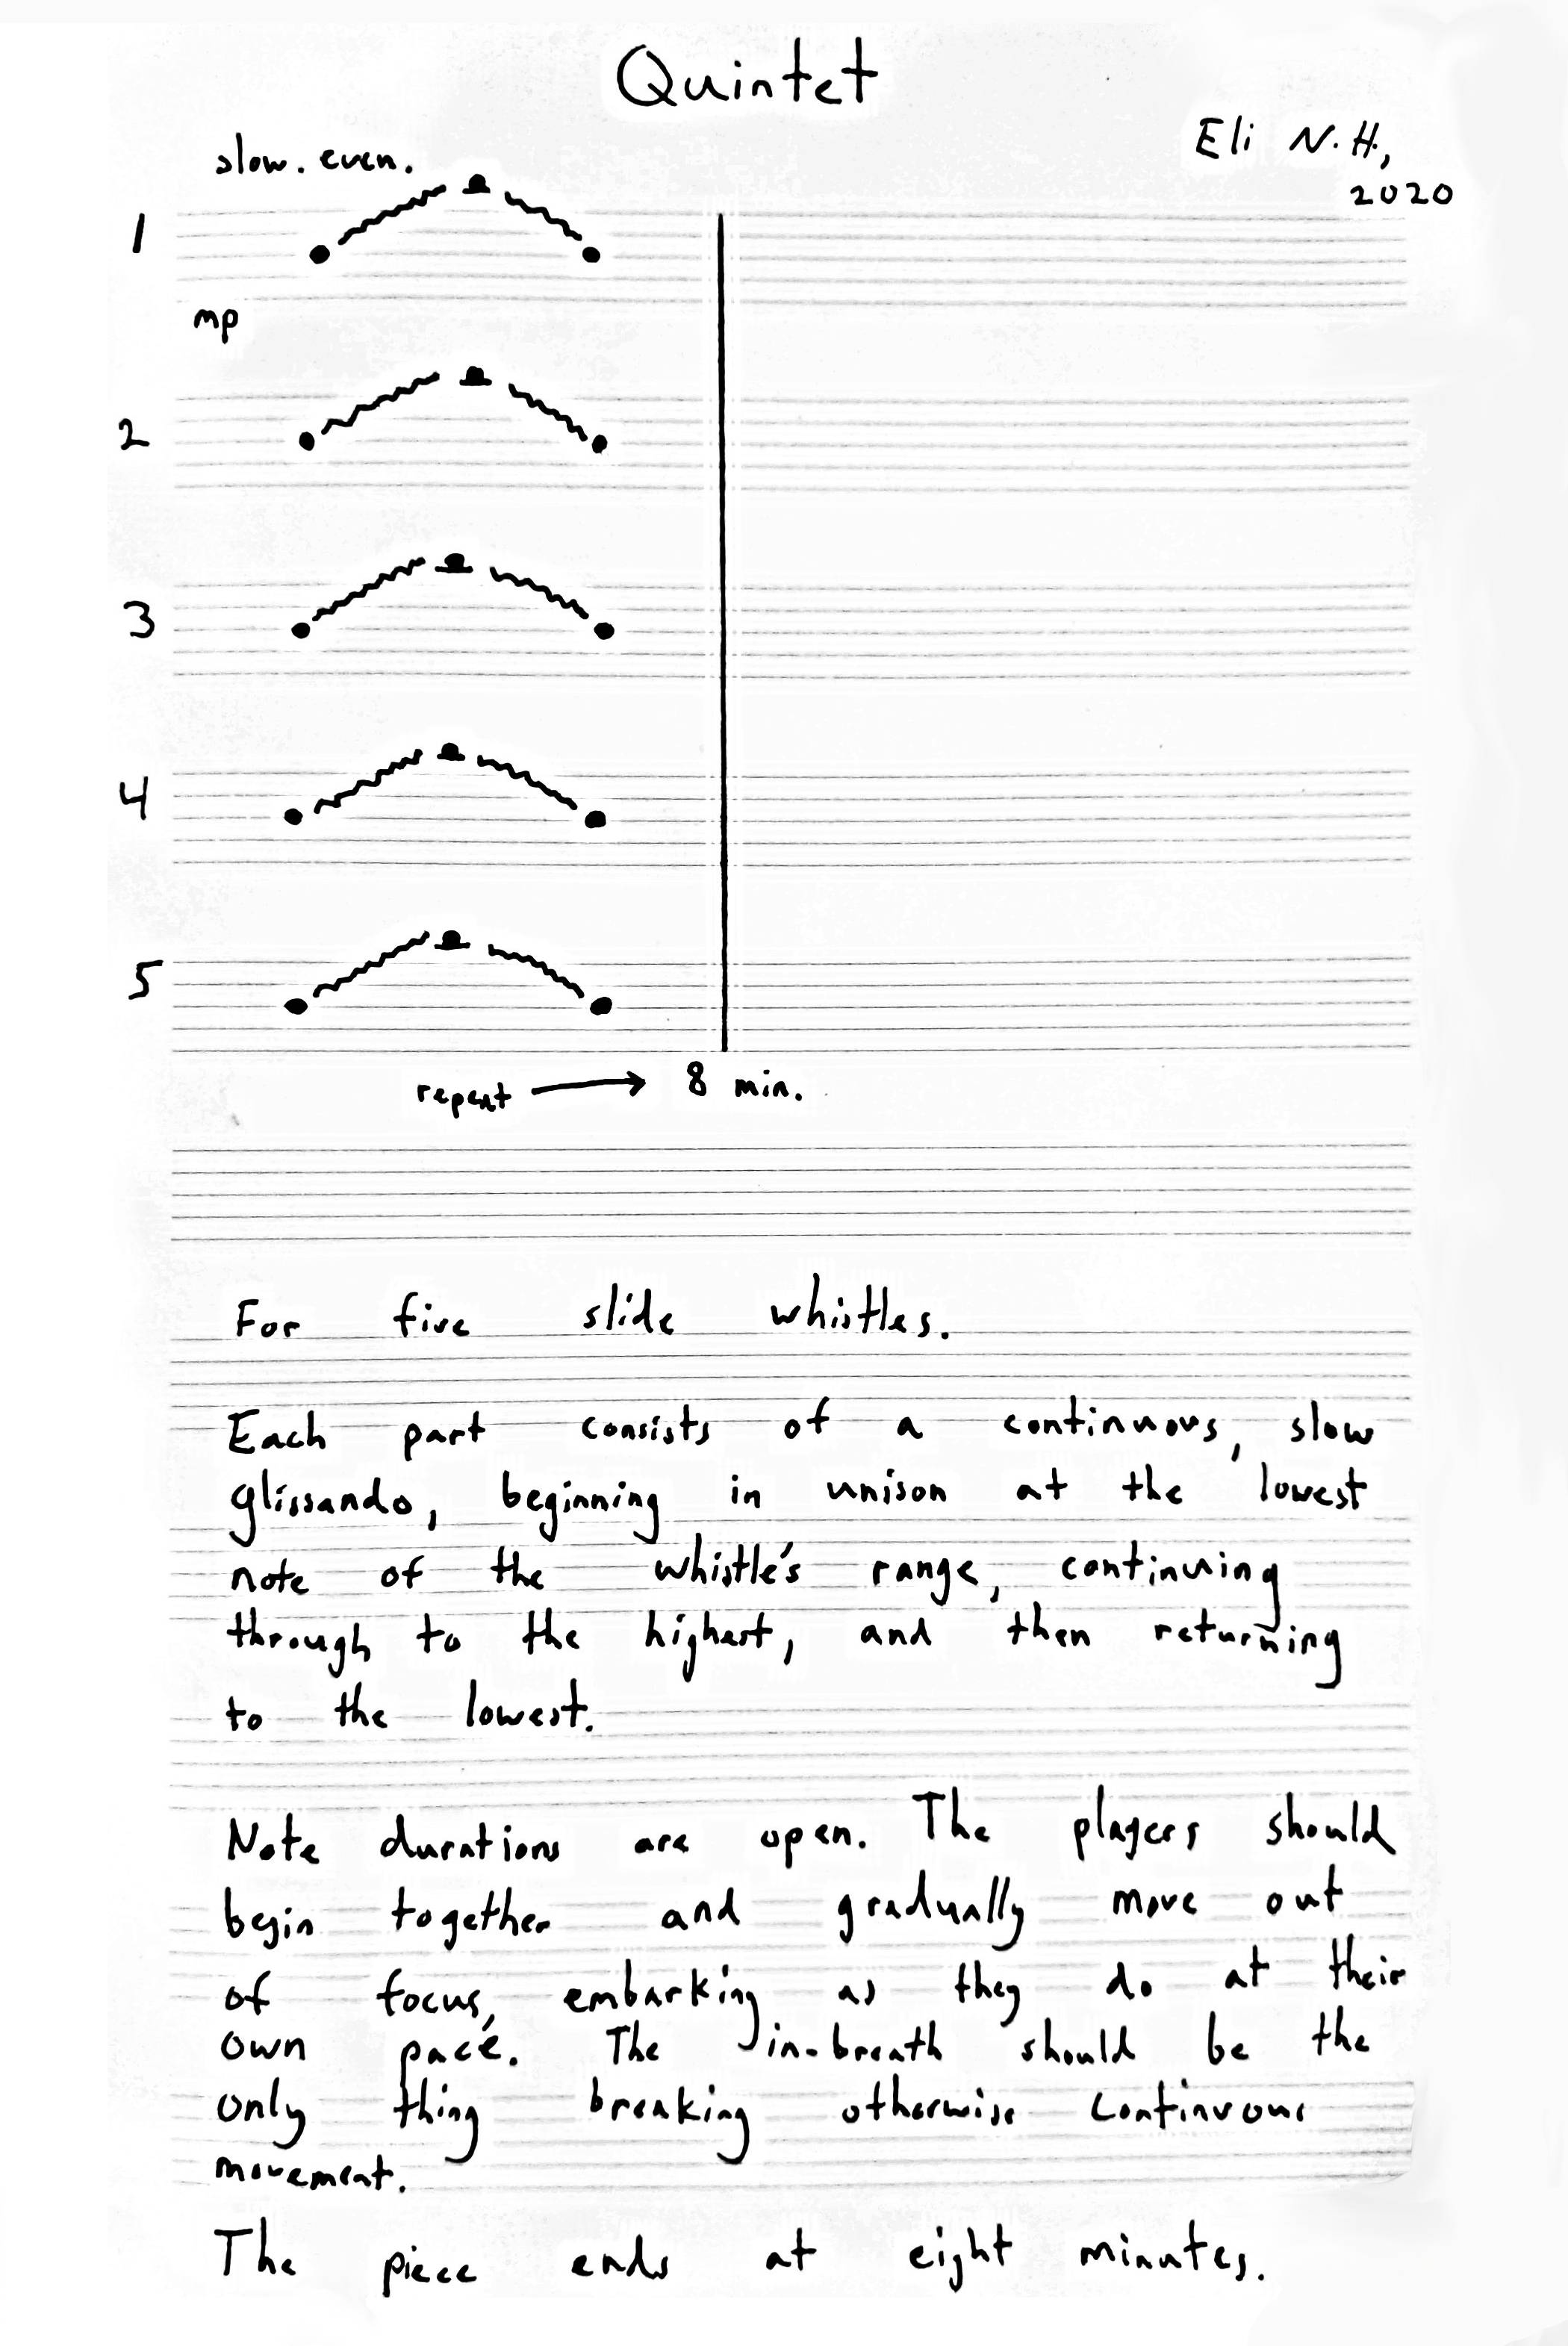 Quintet
Eli N.H.,
2020
slow. even.
1
mp
2
3
4
5
repeat → 8 min.
For five slide whistles.
Each part consists of a continuous, slow
glissando, beginning in unison at the lowest
note of the whistle's range, continuing
through to the highest, and then returning
to the lowest.
Note durations are open. The players should
begin together and gradually move out
of focus, embarking as they do at their
own pace. The in-breath should be the
only thing breaking otherwise continuous
movement.
The piece ends at eight minutes.